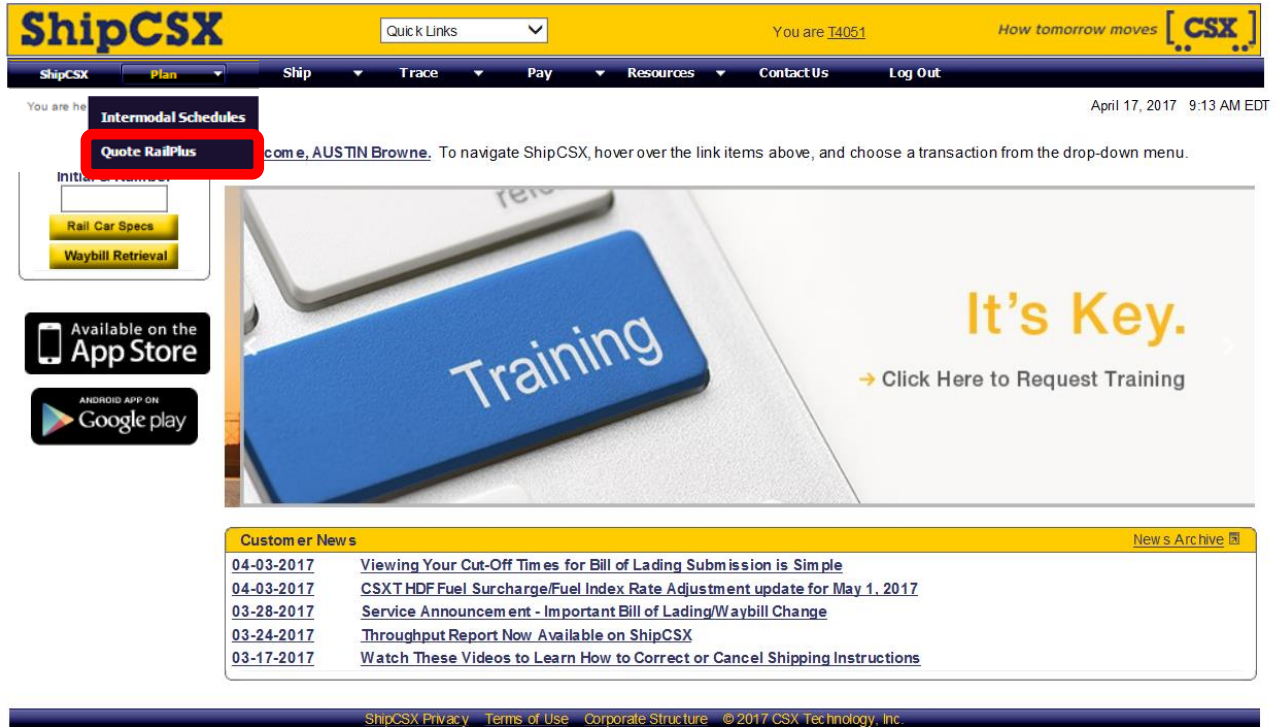 ShipCSX
Quick Links
You are T4051
How tomorrow moves [CSX]
ShipCSX Plan Ship Trace Pay Resources Contact Us Log Out
You are he
April 17, 2017 9:13 AM EDT
Intermodal Schedules
Quote RailPlus
come, AUSTIN Browne. To navigate ShipCSX, hover over the link items above, and choose a transaction from the drop-down menu.
Rail Car Specs
Waybill Retrieval
Available on the
App Store
ANDROID APP ON
Google play
Training
It's Key.
→ Click Here to Request Training
Customer News
News Archive
04-03-2017 Viewing Your Cut-Off Times for Bill of Lading Submission is Simple
04-03-2017 CSXT HDF Fuel Surcharge/Fuel Index Rate Adjustment update for May 1, 2017
03-28-2017 Service Announcement - Important Bill of Lading/Waybill Change
03-24-2017 Throughput Report Now Available on ShipCSX
03-17-2017 Watch These Videos to Learn How to Correct or Cancel Shipping Instructions
ShipCSX Privacy Terms of Use Corporate Structure © 2017 CSX Technology, Inc.